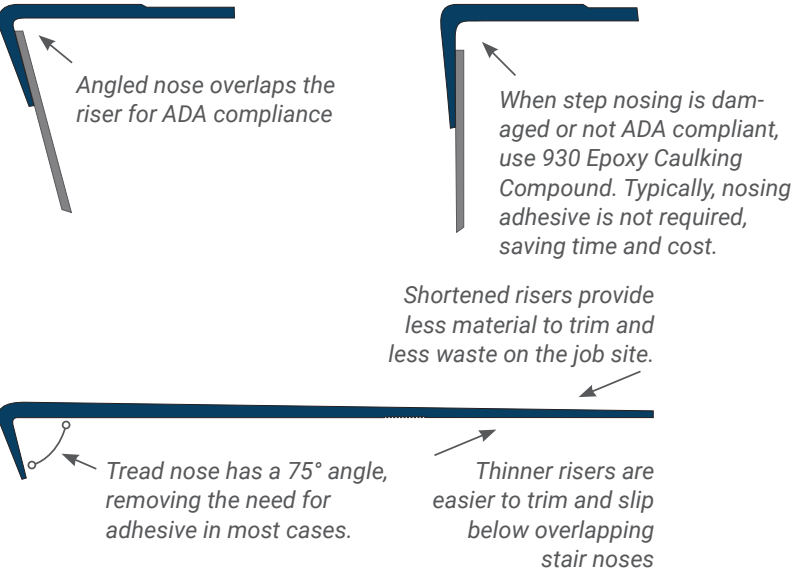 Angled nose overlaps the
riser for ADA compliance
When step nosing is dam-
aged or not ADA compliant,
use 930 Epoxy Caulking
Compound. Typically, nosing
adhesive is not required,
saving time and cost.
Shortened risers provide
less material to trim and
less waste on the job site.
Tread nose has a 75° angle,
removing the need for
adhesive in most cases.
Thinner risers are
easier to trim and slip
below overlapping
stair noses